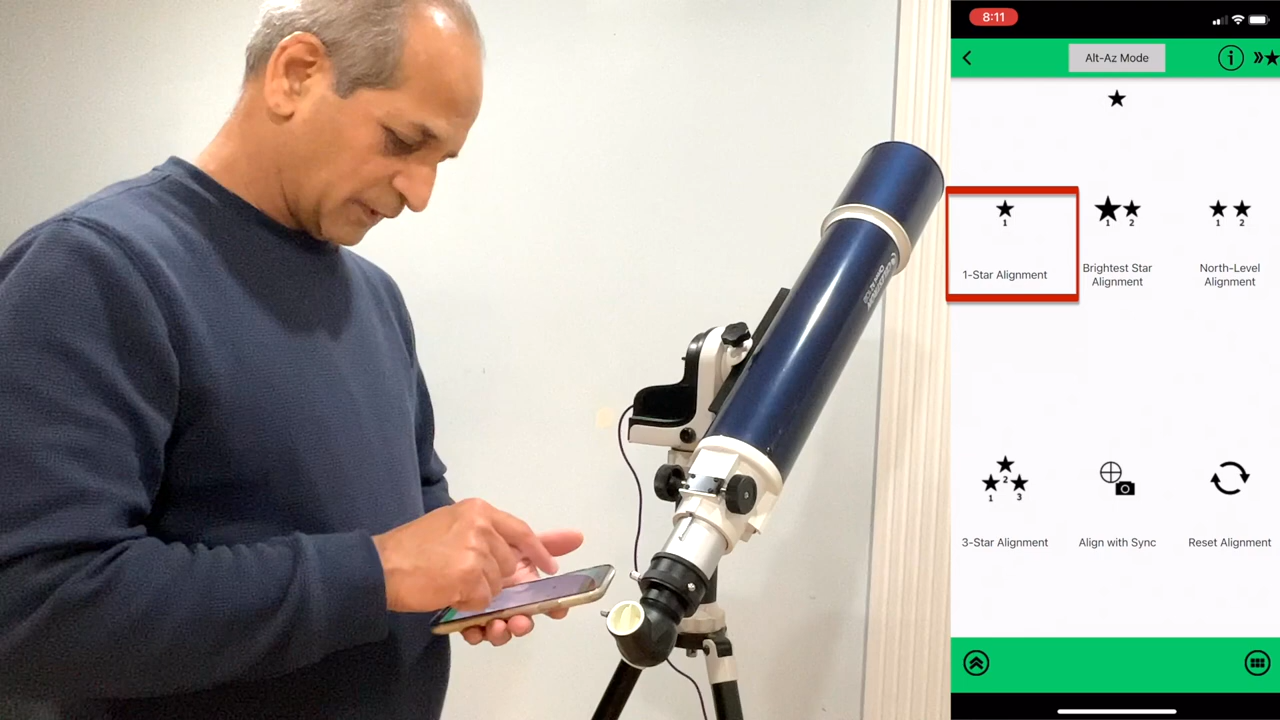 8:11
Alt-Az Mode
1
1 2
1 2
1-Star Alignment
Brightest Star
Alignment
North-Level
Alignment
1 2 3
3-Star Alignment
Align with Sync
Reset Alignment
CELESTRON